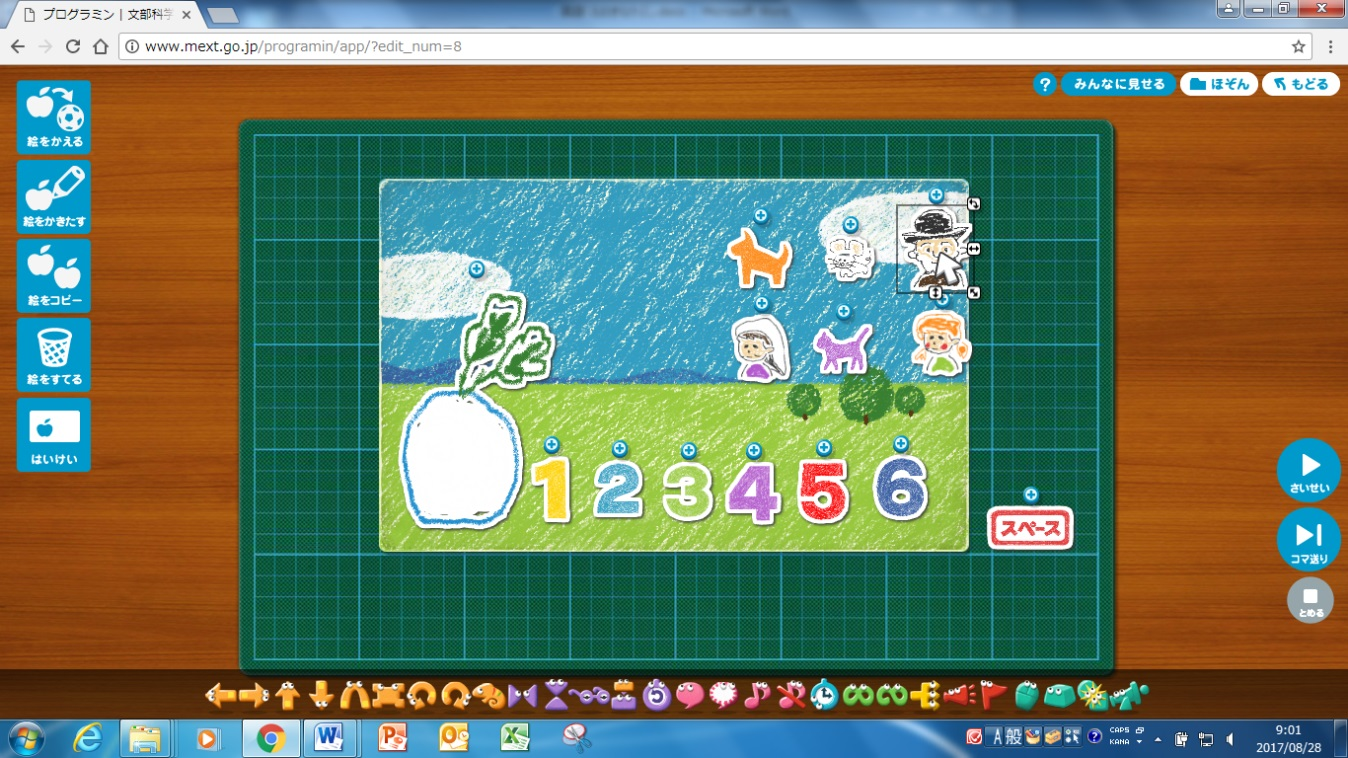 プログラミン | 文部科学
www.mext.go.jp/programin/app/?edit_num=8
? みんなに見せる ほぞん もどる
絵をかえる
絵をかきたす
絵をコピー
絵をすてる
はいけい
1 2 3 4 5 6
スペース
さいせい
コマ送り
とめる
A 般
CAPS
KANA
9:01
2017/08/28